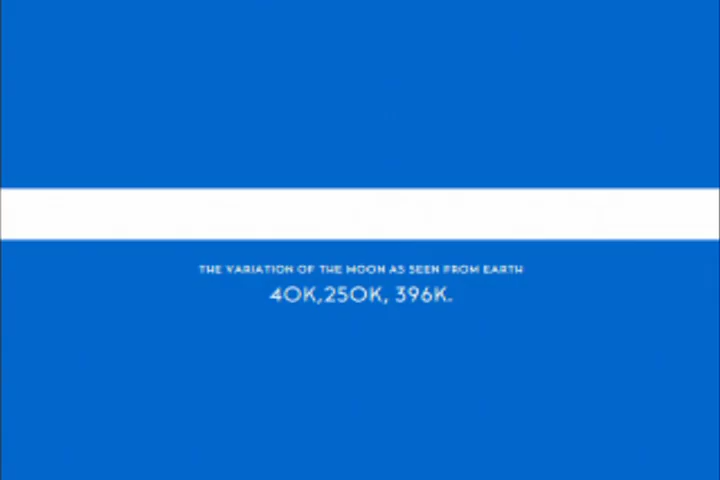 THE VARIATION OF THE MOON AS SEEN FROM EARTH
40K,250K, 396K.